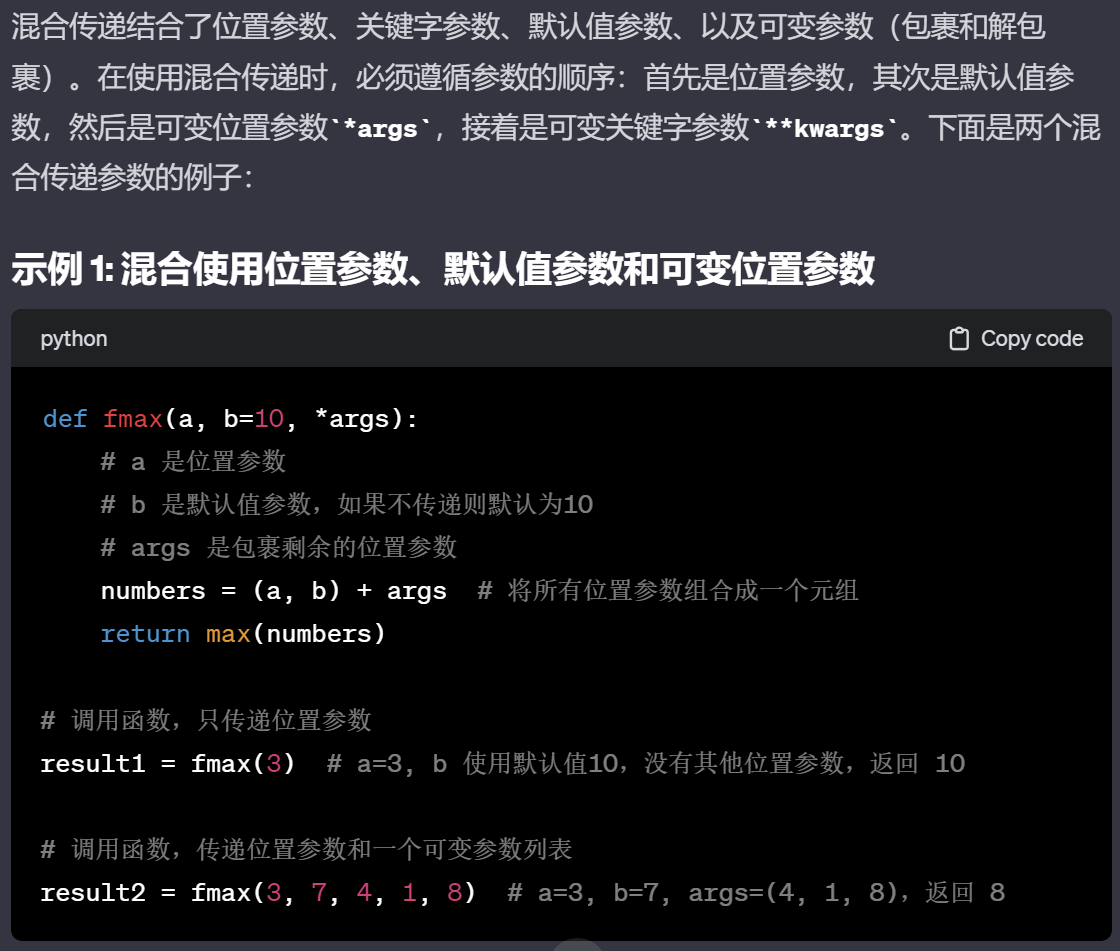 混合传递结合了位置参数、关键字参数、默认值参数、以及可变参数（包裹和解包
裹）。在使用混合传递时，必须遵循参数的顺序：首先是位置参数，其次是默认值参
数，然后是可变位置参数`*args`，接着是可变关键字参数`**kwargs`。下面是两个混
合传递参数的例子：
示例 1: 混合使用位置参数、默认值参数和可变位置参数
python Copy code
def fmax(a, b=10, *args):
    # a 是位置参数
    # b 是默认值参数，如果不传递则默认为10
    # args 是包裹剩余的位置参数
    numbers = (a, b) + args  # 将所有位置参数组合成一个元组
    return max(numbers)
# 调用函数，只传递位置参数
result1 = fmax(3)  # a=3, b 使用默认值10，没有其他位置参数，返回 10
# 调用函数，传递位置参数和一个可变参数列表
result2 = fmax(3, 7, 4, 1, 8)  # a=3, b=7, args=(4, 1, 8)，返回 8